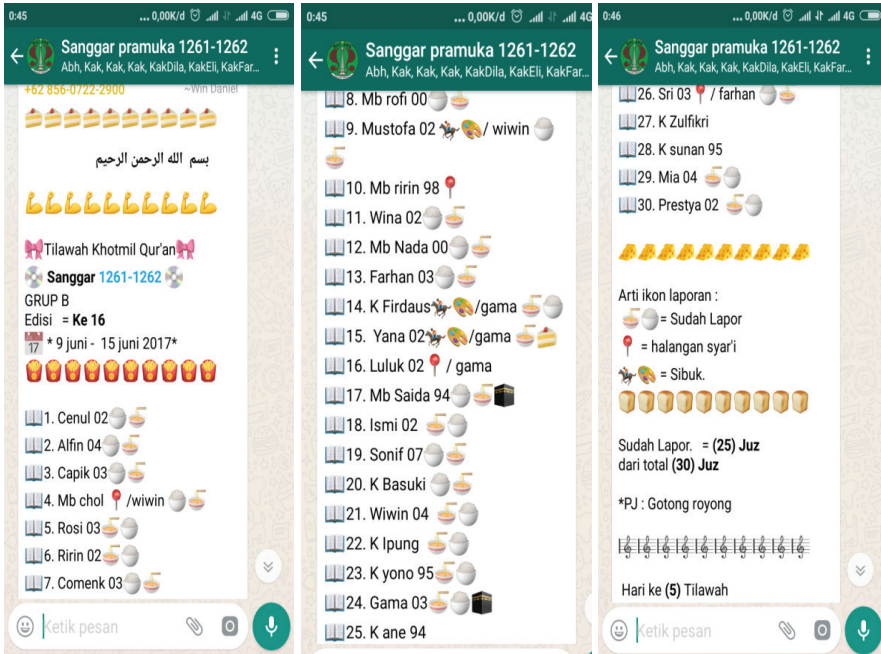 0:45
... 0,00K/d 4G
Sanggar pramuka 1261-1262
Abh, Kak, Kak, Kak, KakDila, KakEli, KakFar...
+62 856-0722-2900 ~Win Daniel
🍰🍰🍰🍰🍰🍰🍰🍰🍰🍰
بسم الله الرحمن الرحيم
💪💪💪💪💪💪💪💪💪💪
🎀Tilawah Khotmil Qur'an🎀
💿 Sanggar 1261-1262 💿
GRUP B
Edisi = Ke 16
📅 * 9 juni - 15 juni 2017*
🍟🍟🍟🍟🍟🍟🍟🍟🍟🍟
📖1. Cenul 02🍚🍜
📖2. Alfin 04🍚🍜
📖3. Capik 03🍚🍜
📖4. Mb chol 📍 /wiwin 🍚🍜
📖5. Rosi 03🍜🍚
📖6. Ririn 02🍜🍚
📖7. Comenk 03🍚🍜
Ketik pesan
0:45
... 0,00K/d 4G
Sanggar pramuka 1261-1262
Abh, Kak, Kak, Kak, KakDila, KakEli, KakFar...
📖8. Mb rofi 00🍚🍜
📖9. Mustofa 02 🏇🎨/ wiwin 🍚
🍜
📖10. Mb ririn 98 📍
📖11. Wina 02🍚🍜
📖12. Mb Nada 00🍚🍜
📖13. Farhan 03🍚🍜
📖14. K Firdaus🏇🎨/gama 🍜🍚
📖15. Yana 02🏇🎨/gama 🍜🍰
📖16. Luluk 02📍 / gama
📖17. Mb Saida 94🍚🍜🕋
📖18. Ismi 02 🍜🍚
📖19. Sonif 07🍚🍜
📖20. K Basuki 🍚🍜
📖21. Wiwin 04 🍜🍚
📖22. K Ipung 🍜🍚
📖23. K yono 95🍜🍚
📖24. Gama 03🍜🍚🕋
📖25. K ane 94
0:46
... 0,00K/d 4G
Sanggar pramuka 1261-1262
Abh, Kak, Kak, Kak, KakDila, KakEli, KakFar...
📖26. Sri 03📍 / farhan 🍚🍜
📖27. K Zulfikri
📖28. K sunan 95
📖29. Mia 04 🍜🍚
📖30. Prestya 02 🍜🍚
🧀🧀🧀🧀🧀🧀🧀🧀🧀🧀
Arti ikon laporan :
🍜🍚= Sudah Lapor
📍 = halangan syar'i
🏇🎨 = Sibuk.
🍞🍞🍞🍞🍞🍞🍞🍞🍞🍞
Sudah Lapor. = (25) Juz
dari total (30) Juz
*PJ : Gotong royong
🎼🎼🎼🎼🎼🎼🎼🎼🎼🎼
Hari ke (5) Tilawah
Ketik pesan